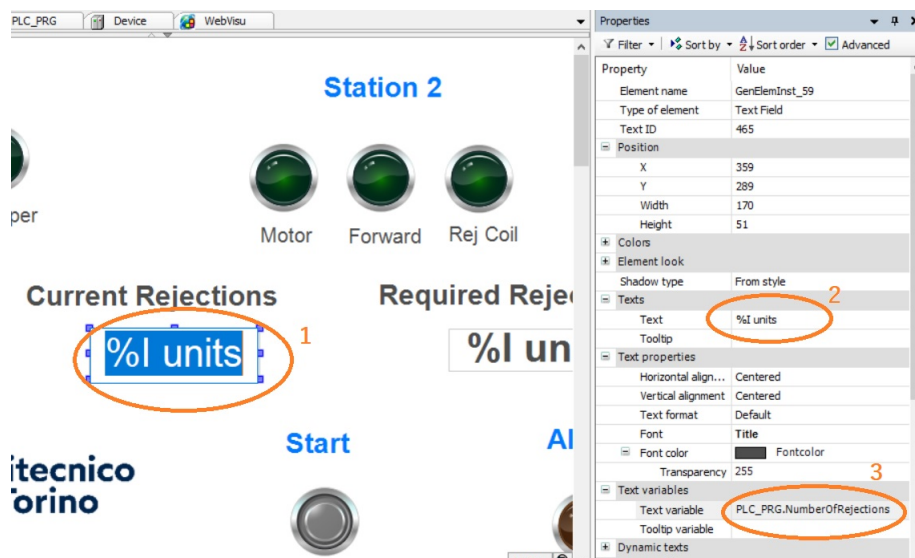 PLC_PRG Device WebVisu
Station 2
per
Motor Forward Rej Coil
Current Rejections Required Reje
%I units 1 %I un
Start Al
itecnico
orino
Properties
Filter Sort by Sort order Advanced
Property Value
Element name GenElemInst_59
Type of element Text Field
Text ID 465
Position
X 359
Y 289
Width 170
Height 51
Colors
Element look
Shadow type From style
Texts 2
Text %I units
Tooltip
Text properties
Horizontal align... Centered
Vertical alignment Centered
Text format Default
Font Title
Font color Fontcolor
Transparency 255
Text variables 3
Text variable PLC_PRG.NumberOfRejections
Tooltip variable
Dynamic texts